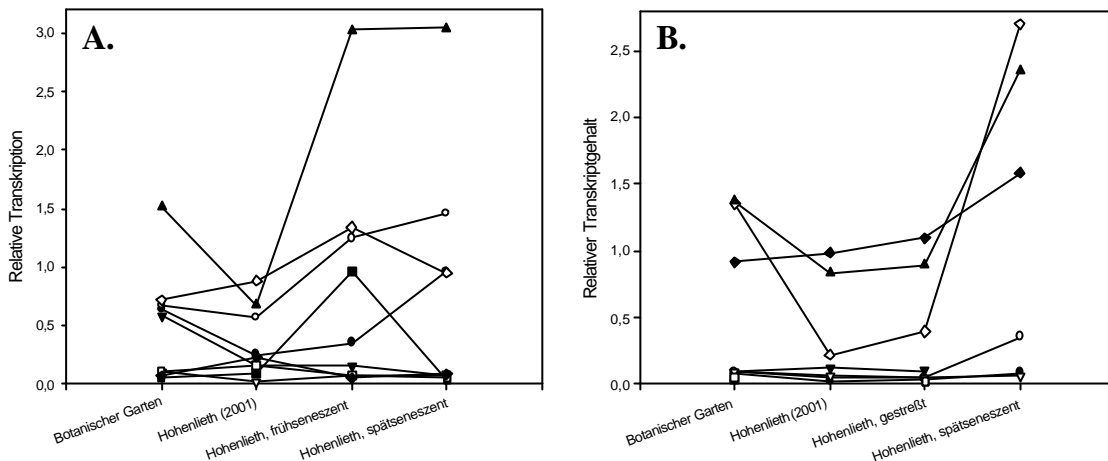 A.
Relative Transkription
3,0
2,5
2,0
1,5
1,0
0,5
0,0
Botanischer Garten
Hohenlieth (2001)
Hohenlieth, frühseneszent
Hohenlieth, spätseneszent
B.
Relativer Transkriptgehalt
2,5
2,0
1,5
1,0
0,5
0,0
Botanischer Garten
Hohenlieth (2001)
Hohenlieth, gestreßt
Hohenlieth, spätseneszent